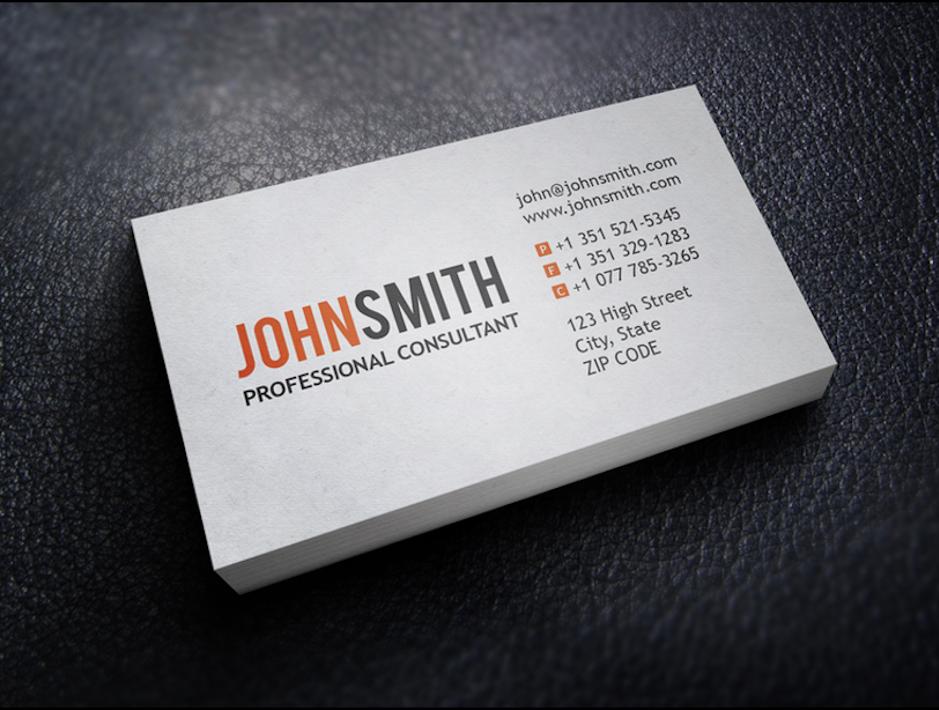 JOHNSMITH
PROFESSIONAL CONSULTANT
john@johnsmith.com
www.johnsmith.com
P +1 351 521-5345
F +1 351 329-1283
C +1 077 785-3265
123 High Street
City, State
ZIP CODE